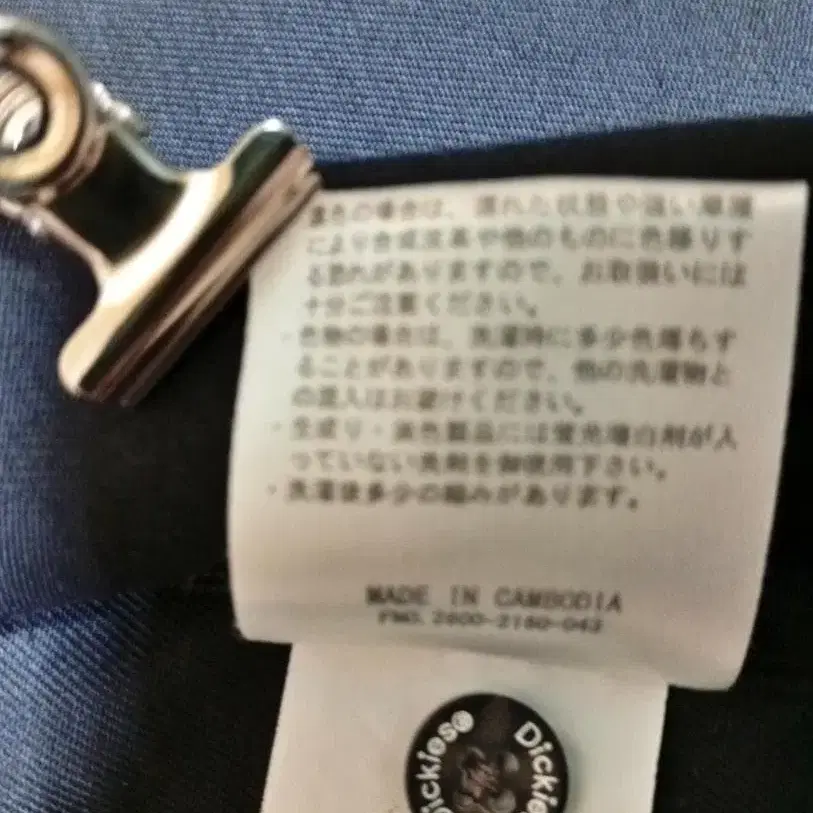 濃色の場合は、濡れた状態や強い摩擦
により合成皮革や他のものに色移りす
る恐れがありますので、お取扱いには
十分ご注意ください。
・色物の場合は、洗濯時に多少色落ちす
ることがありますので、他の洗濯物と
の混入はお避けください。
・生成り・淡色製品には蛍光増白剤が入
っていない洗剤を御使用下さい。
・洗濯後多少の縮みがあります。
MADE IN CAMBODIA
Dickies®
Dickies